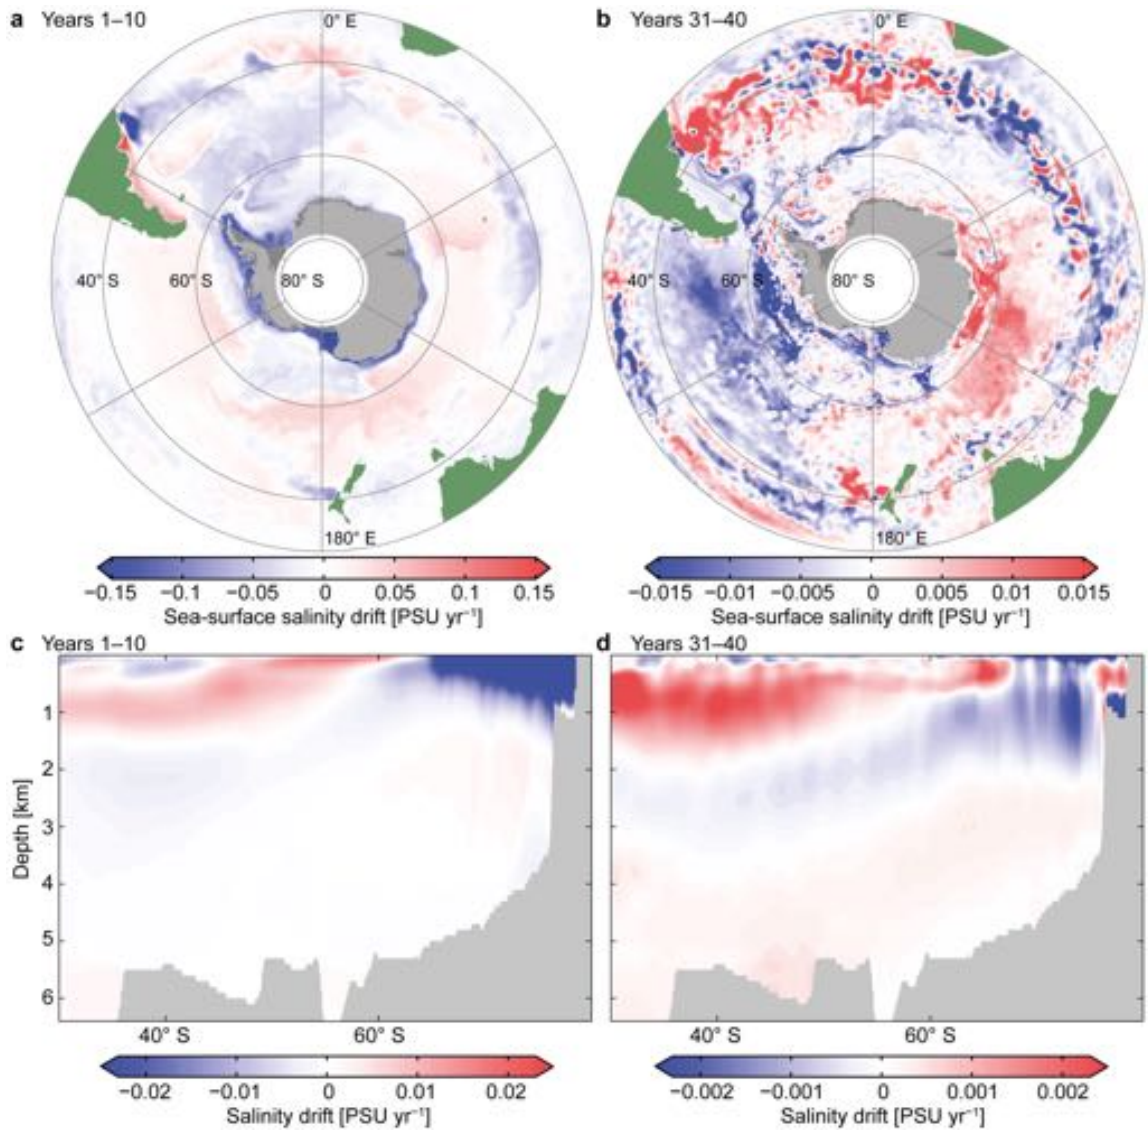 a Years 1–10
0° E
40° S
60° S
80° S
180° E
−0.15 −0.1 −0.05 0 0.05 0.1 0.15
Sea-surface salinity drift [PSU yr⁻¹]
b Years 31–40
0° E
40° S
60° S
80° S
180° E
−0.015 −0.01 −0.005 0 0.005 0.01 0.015
Sea-surface salinity drift [PSU yr⁻¹]
c Years 1–10
Depth [km]
1
2
3
4
5
6
40° S 60° S
−0.02 −0.01 0 0.01 0.02
Salinity drift [PSU yr⁻¹]
d Years 31–40
40° S 60° S
−0.002 −0.001 0 0.001 0.002
Salinity drift [PSU yr⁻¹]